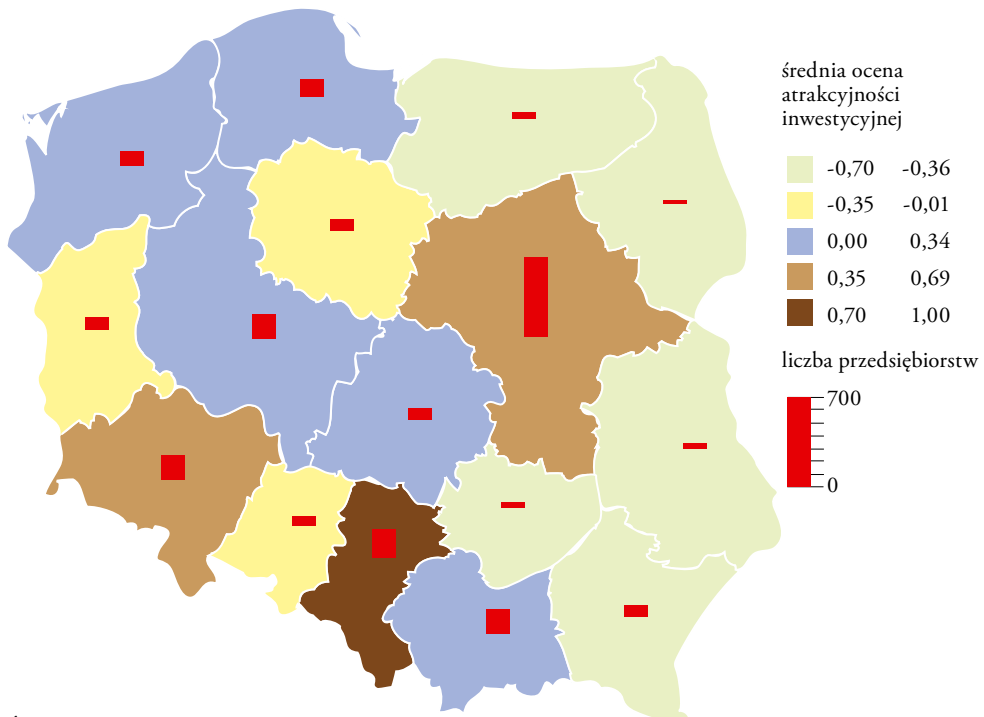 średnia ocena
atrakcyjności
inwestycyjnej
-0,70 -0,36
-0,35 -0,01
0,00 0,34
0,35 0,69
0,70 1,00
liczba przedsiębiorstw
700
0